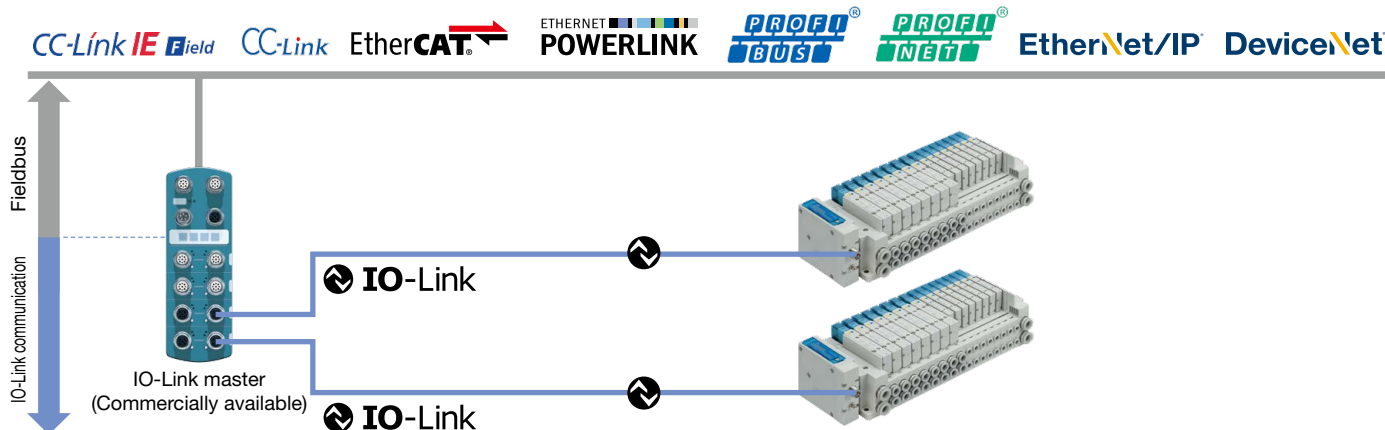 CC-Link IE Field
CC-Link
EtherCAT®
ETHERNET
POWERLINK
PROFI®
BUS
PROFI®
NET
EtherNet/IP
DeviceNet
Fieldbus
IO-Link communication
IO-Link
IO-Link master
(Commercially available)
IO-Link